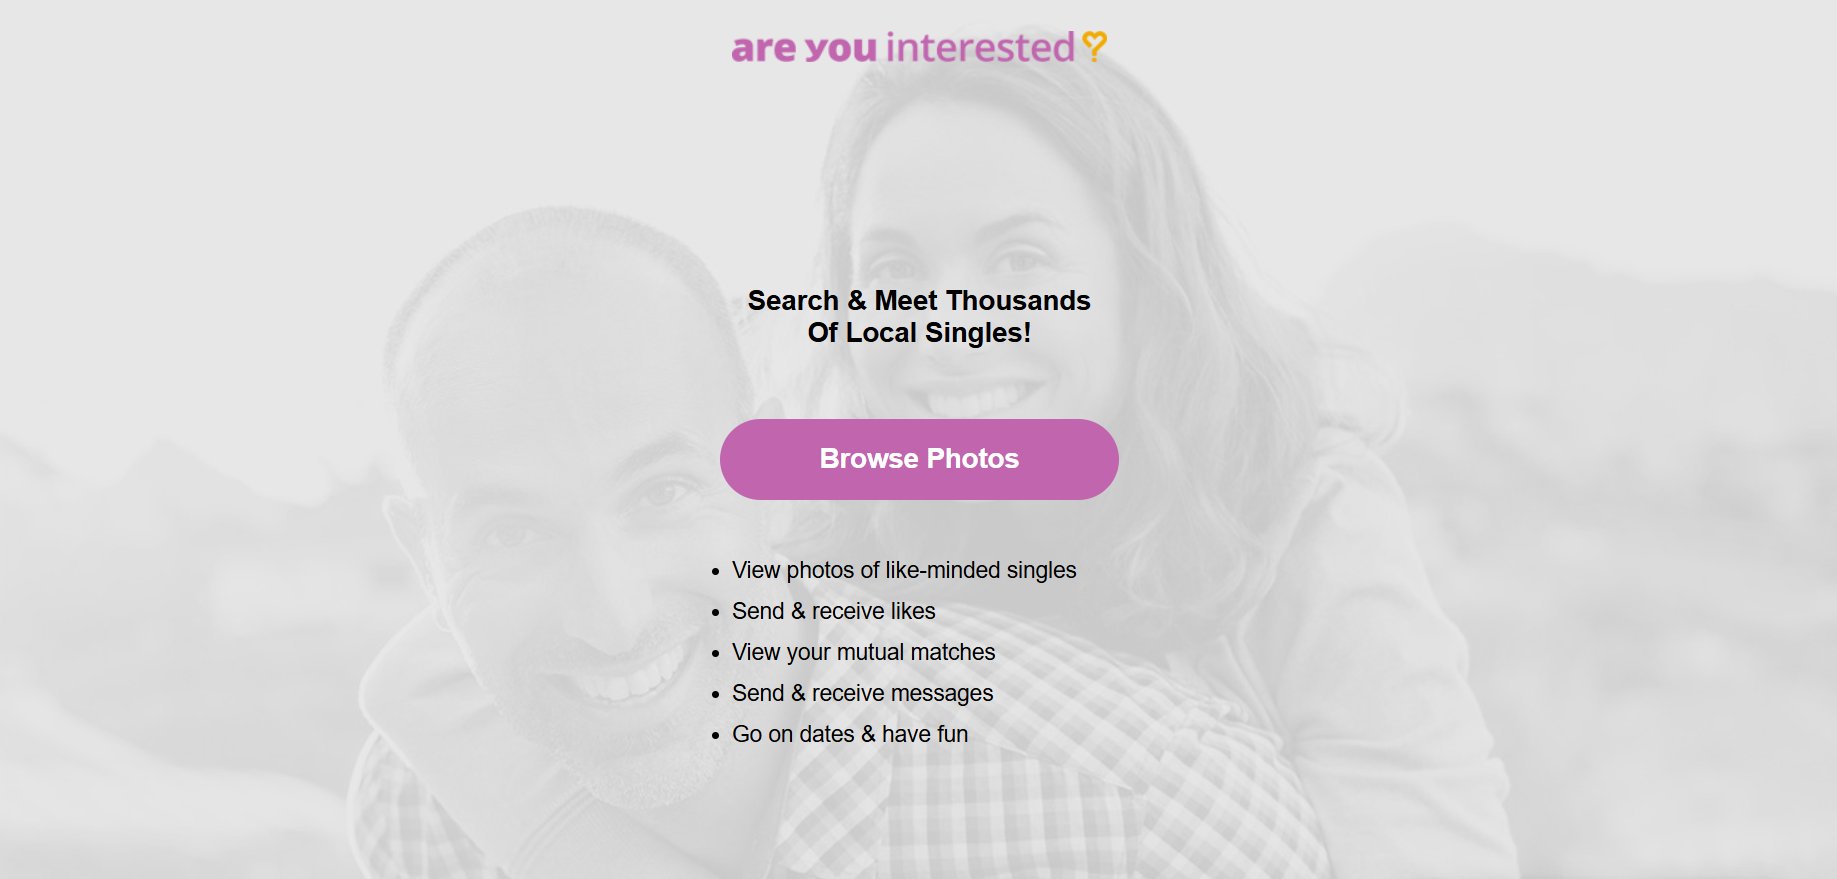 are you interested?
Search & Meet Thousands
Of Local Singles!
Browse Photos
• View photos of like-minded singles
• Send & receive likes
• View your mutual matches
• Send & receive messages
• Go on dates & have fun